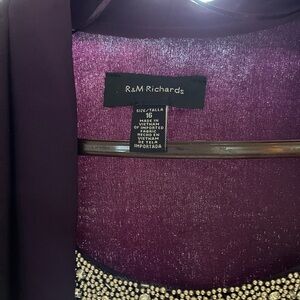 R&M Richards
SIZE/TALLA
16
MADE IN
VIETNAM
OF IMPORTED
FABRIC
HECHO EN
VIETNAM
DE TELA
IMPORTADA